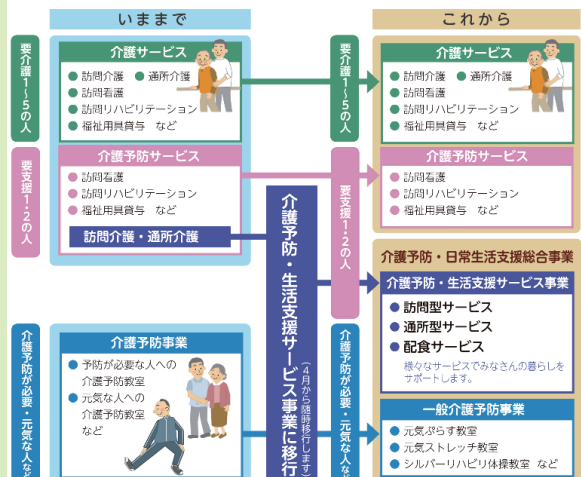 いままで
これから
要介護1～5の人
介護サービス
● 訪問介護 ● 通所介護
● 訪問看護
● 訪問リハビリテーション
● 福祉用具貸与 など
要介護1～5の人
介護サービス
● 訪問介護 ● 通所介護
● 訪問看護
● 訪問リハビリテーション
● 福祉用具貸与 など
要支援1・2の人
介護予防サービス
● 訪問看護
● 訪問リハビリテーション
● 福祉用具貸与 など
訪問介護・通所介護
介護予防・生活支援サービス事業に移行
(4月から随時移行します)
要支援1・2の人
介護予防サービス
● 訪問看護
● 訪問リハビリテーション
● 福祉用具貸与 など
介護予防・日常生活支援総合事業
介護予防・生活支援サービス事業
● 訪問型サービス
● 通所型サービス
● 配食サービス
様々なサービスでみなさんの暮らしを
サポートします。
介護予防が必要・元気な人など
介護予防事業
● 予防が必要な人への
介護予防教室
● 元気な人への
介護予防教室
など
介護予防が必要・元気な人など
一般介護予防事業
● 元気ぷらす教室
● 元気ストレッチ教室
● シルバーリハビリ体操教室 など